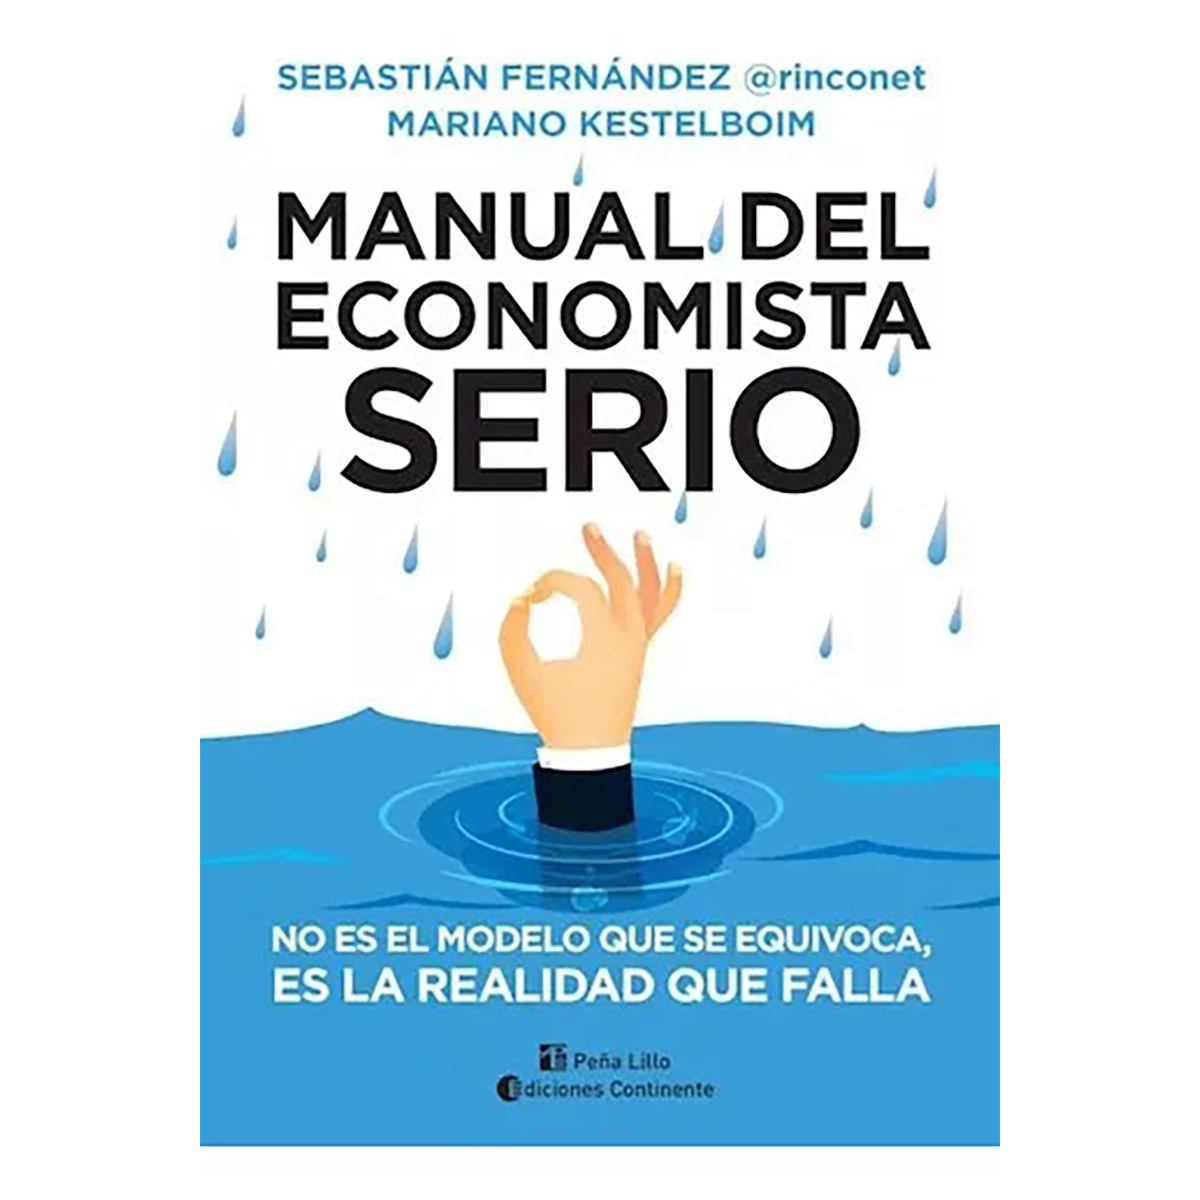 SEBASTIÁN FERNÁNDEZ @rinconet
MARIANO KESTELBOIM
MANUAL DEL
ECONOMISTA
SERIO
NO ES EL MODELO QUE SE EQUIVOCA,
ES LA REALIDAD QUE FALLA
Peña Lillo
Ediciones Continente